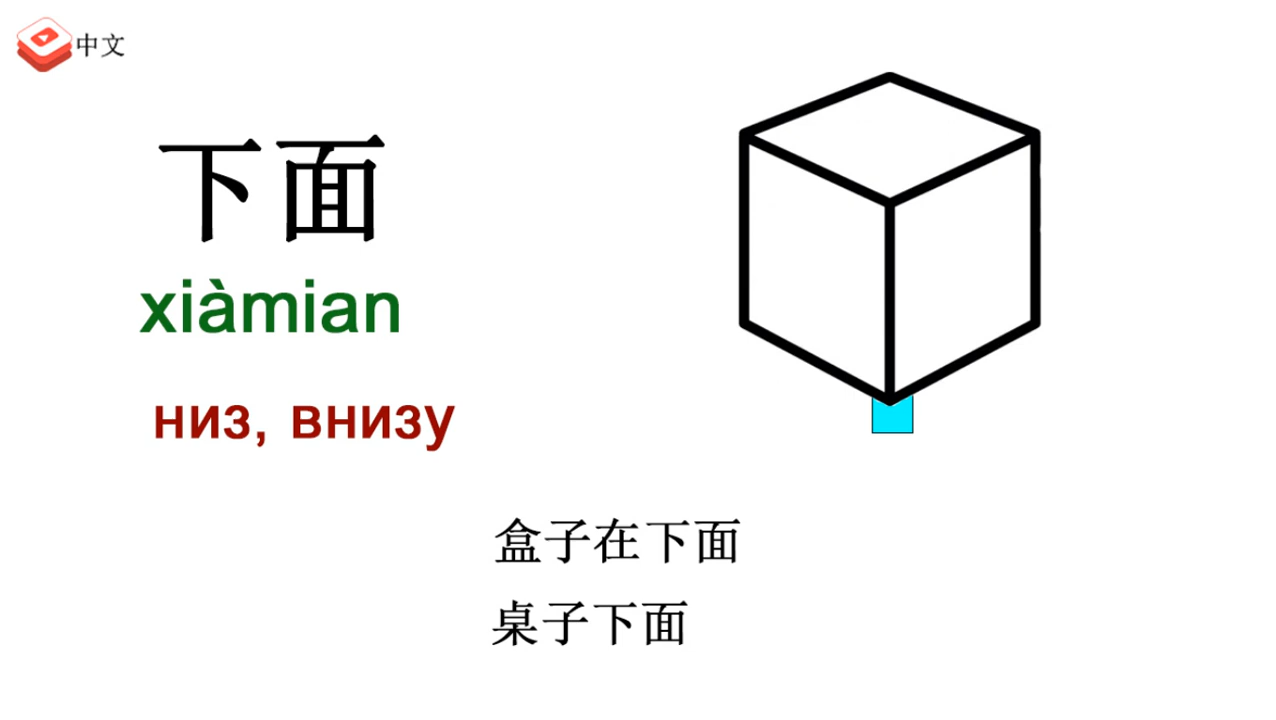 中文
下面
xiàmian
низ, внизу
盒子在下面
桌子下面